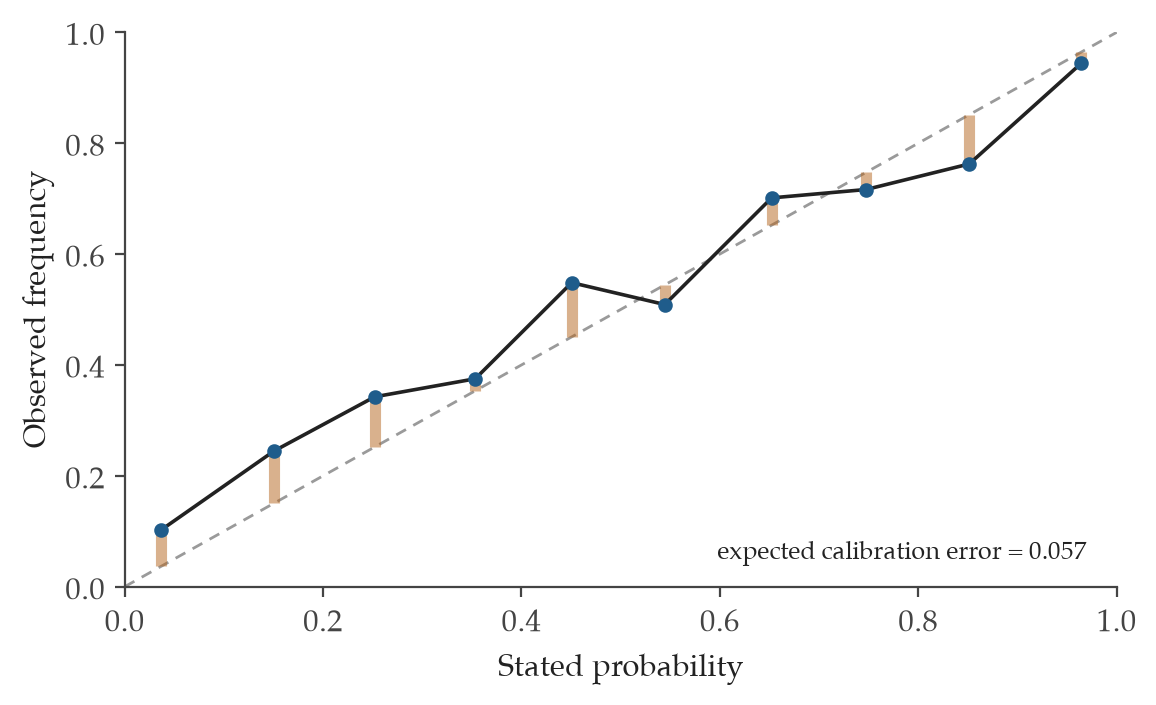 1.0
0.8
0.6
0.4
0.2
0.0
Observed frequency
expected calibration error = 0.057
0.0 0.2 0.4 0.6 0.8 1.0
Stated probability